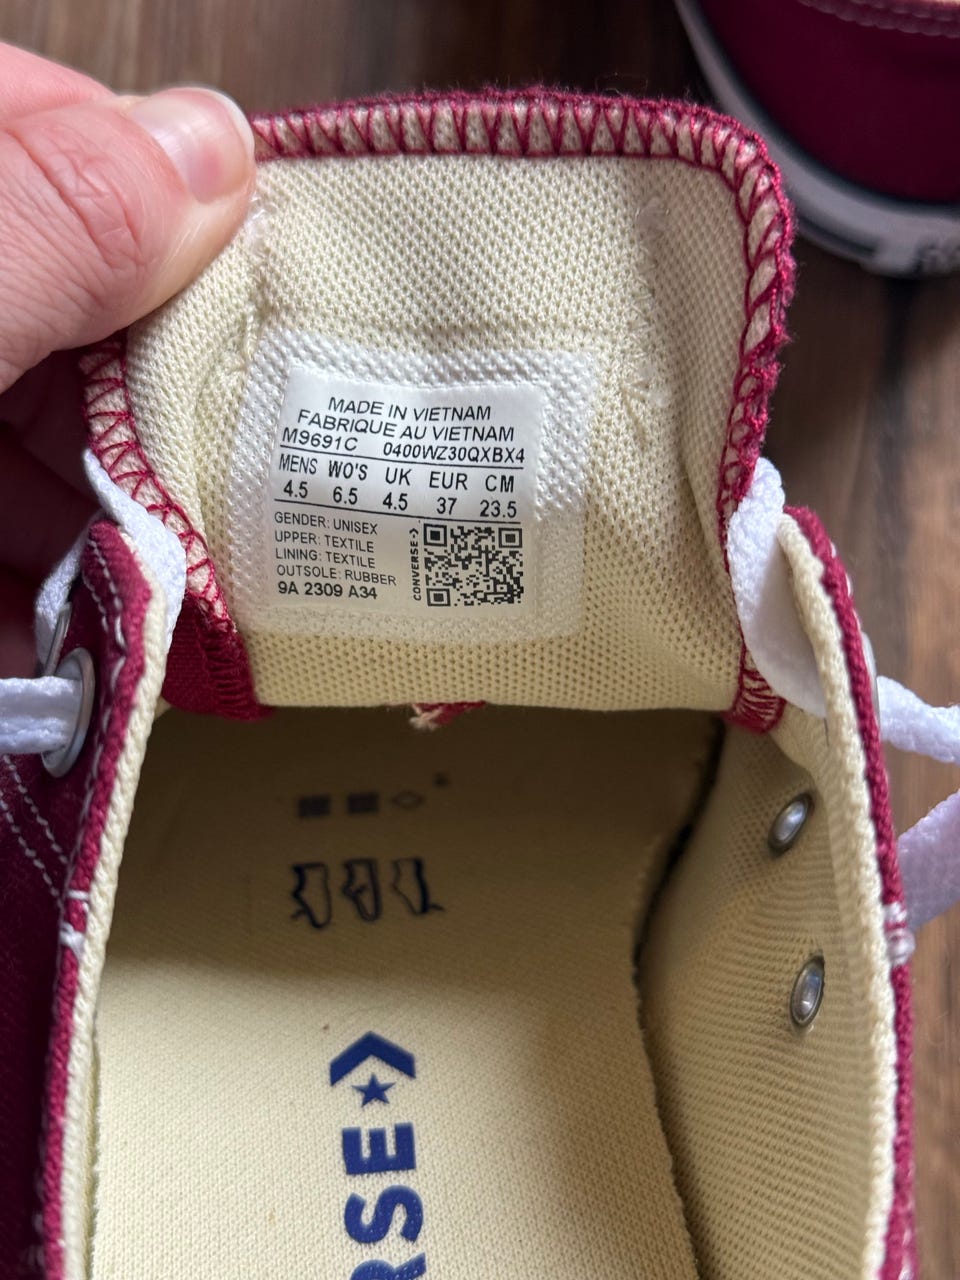 MADE IN VIETNAM
FABRIQUE AU VIETNAM
M9691C 0400WZ30QXBX4
MENS WO'S UK EUR CM
4.5 6.5 4.5 37 23.5
GENDER: UNISEX
UPPER: TEXTILE
LINING: TEXTILE
OUTSOLE: RUBBER
9A 2309 A34
CONVERSE
RSE